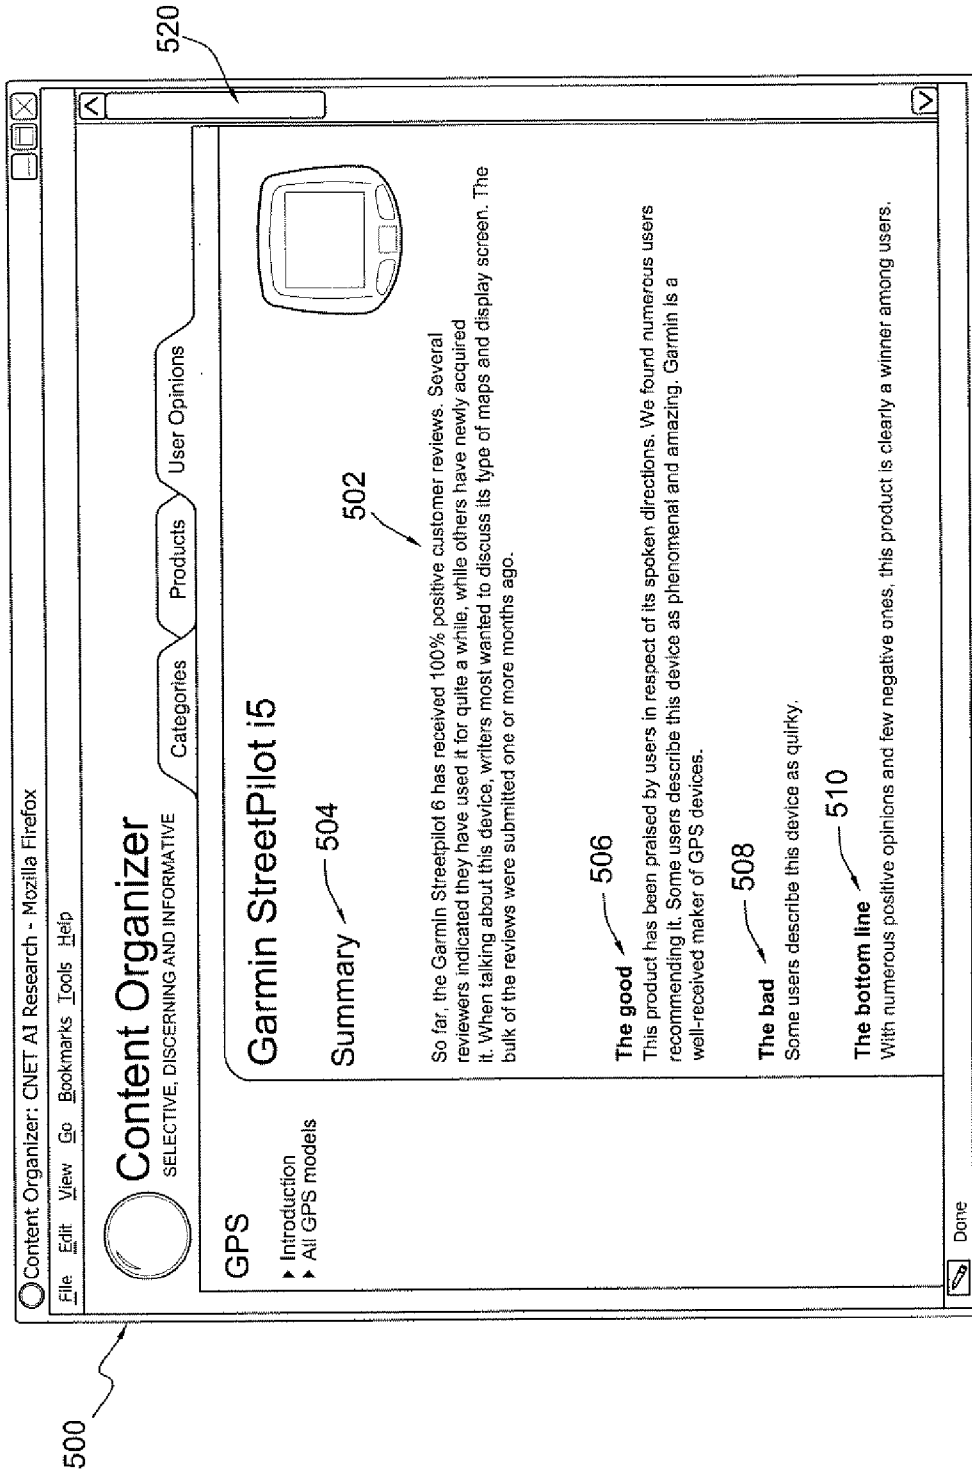 520
500
Content Organizer: CNET AI Research - Mozilla Firefox
File Edit View Go Bookmarks Tools Help
Content Organizer
SELECTIVE, DISCERNING AND INFORMATIVE
Categories Products User Opinions
GPS
Introduction
All GPS models
Garmin StreetPilot i5
Summary 504
502
So far, the Garmin Streetpilot 6 has received 100% positive customer reviews. Several
reviewers indicated they have used it for quite a while, while others have newly acquired
it. When talking about this device, writers most wanted to discuss its type of maps and display screen. The
bulk of the reviews were submitted one or more months ago.
506
The good
This product has been praised by users in respect of its spoken directions. We found numerous users
recommending it. Some users describe this device as phenomenal and amazing. Garmin is a
well-received maker of GPS devices.
508
The bad
Some users describe this device as quirky.
510
The bottom line
With numerous positive opinions and few negative ones, this product is clearly a winner among users.
Done